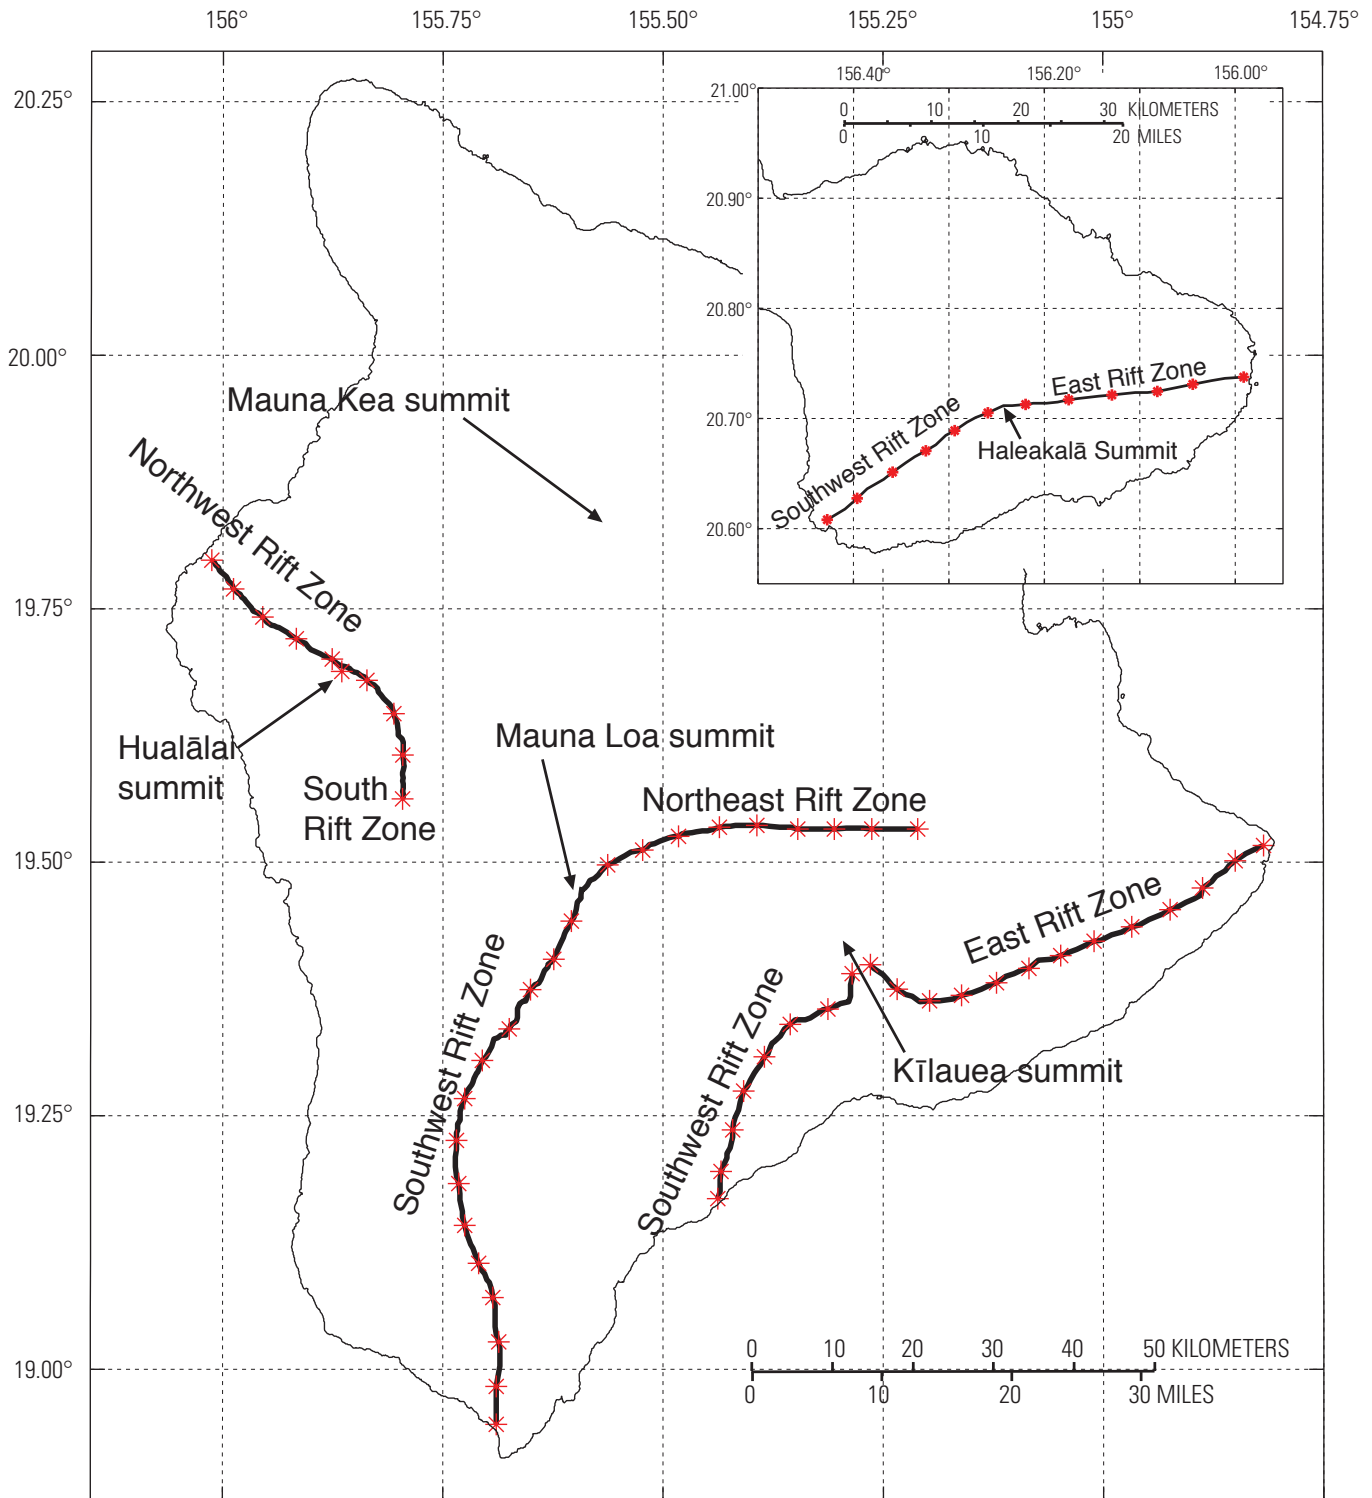 156°
155.75°
155.50°
155.25°
155°
154.75°
20.25°
20.00°
19.75°
19.50°
19.25°
19.00°
156.40°
156.20°
156.00°
21.00°
20.90°
20.80°
20.70°
20.60°
0 10 20 30 KILOMETERS
0 10 20 MILES
East Rift Zone
Southwest Rift Zone
Haleakalā Summit
Mauna Kea summit
Northwest Rift Zone
Hualālai
summit
South
Rift Zone
Mauna Loa summit
Northeast Rift Zone
Southwest Rift Zone
East Rift Zone
Southwest Rift Zone
Kīlauea summit
0 10 20 30 40 50 KILOMETERS
0 10 20 30 MILES